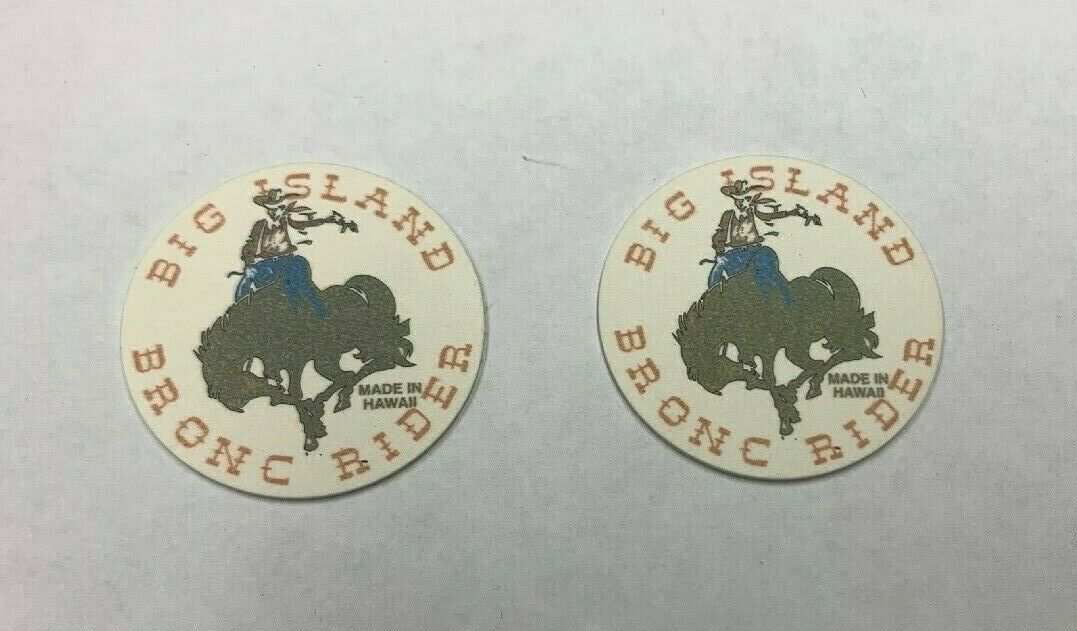 BIG ISLAND
MADE IN
HAWAII
BRONC RIDER
BIG ISLAND
MADE IN
HAWAII
BRONC RIDER